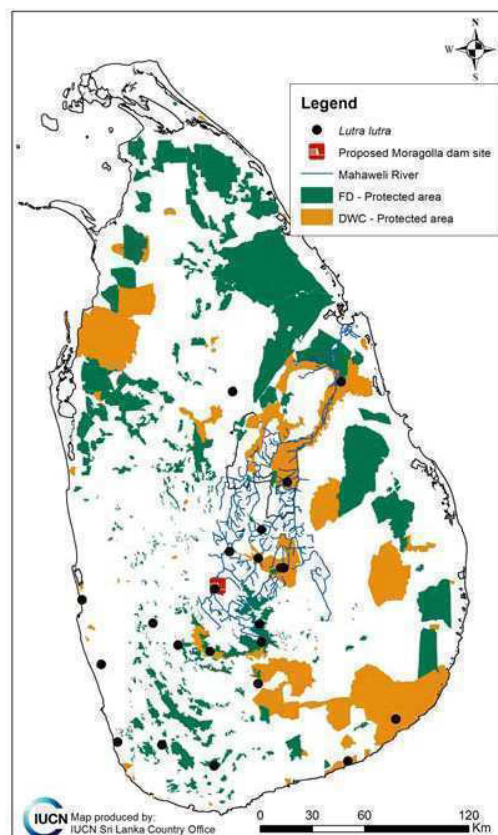 N
W E
S
Legend
Lutra lutra
Proposed Moragolla dam site
Mahaweli River
FD - Protected area
DWC - Protected area
0 30 60 120
Km
IUCN
Map produced by:
IUCN Sri Lanka Country Office